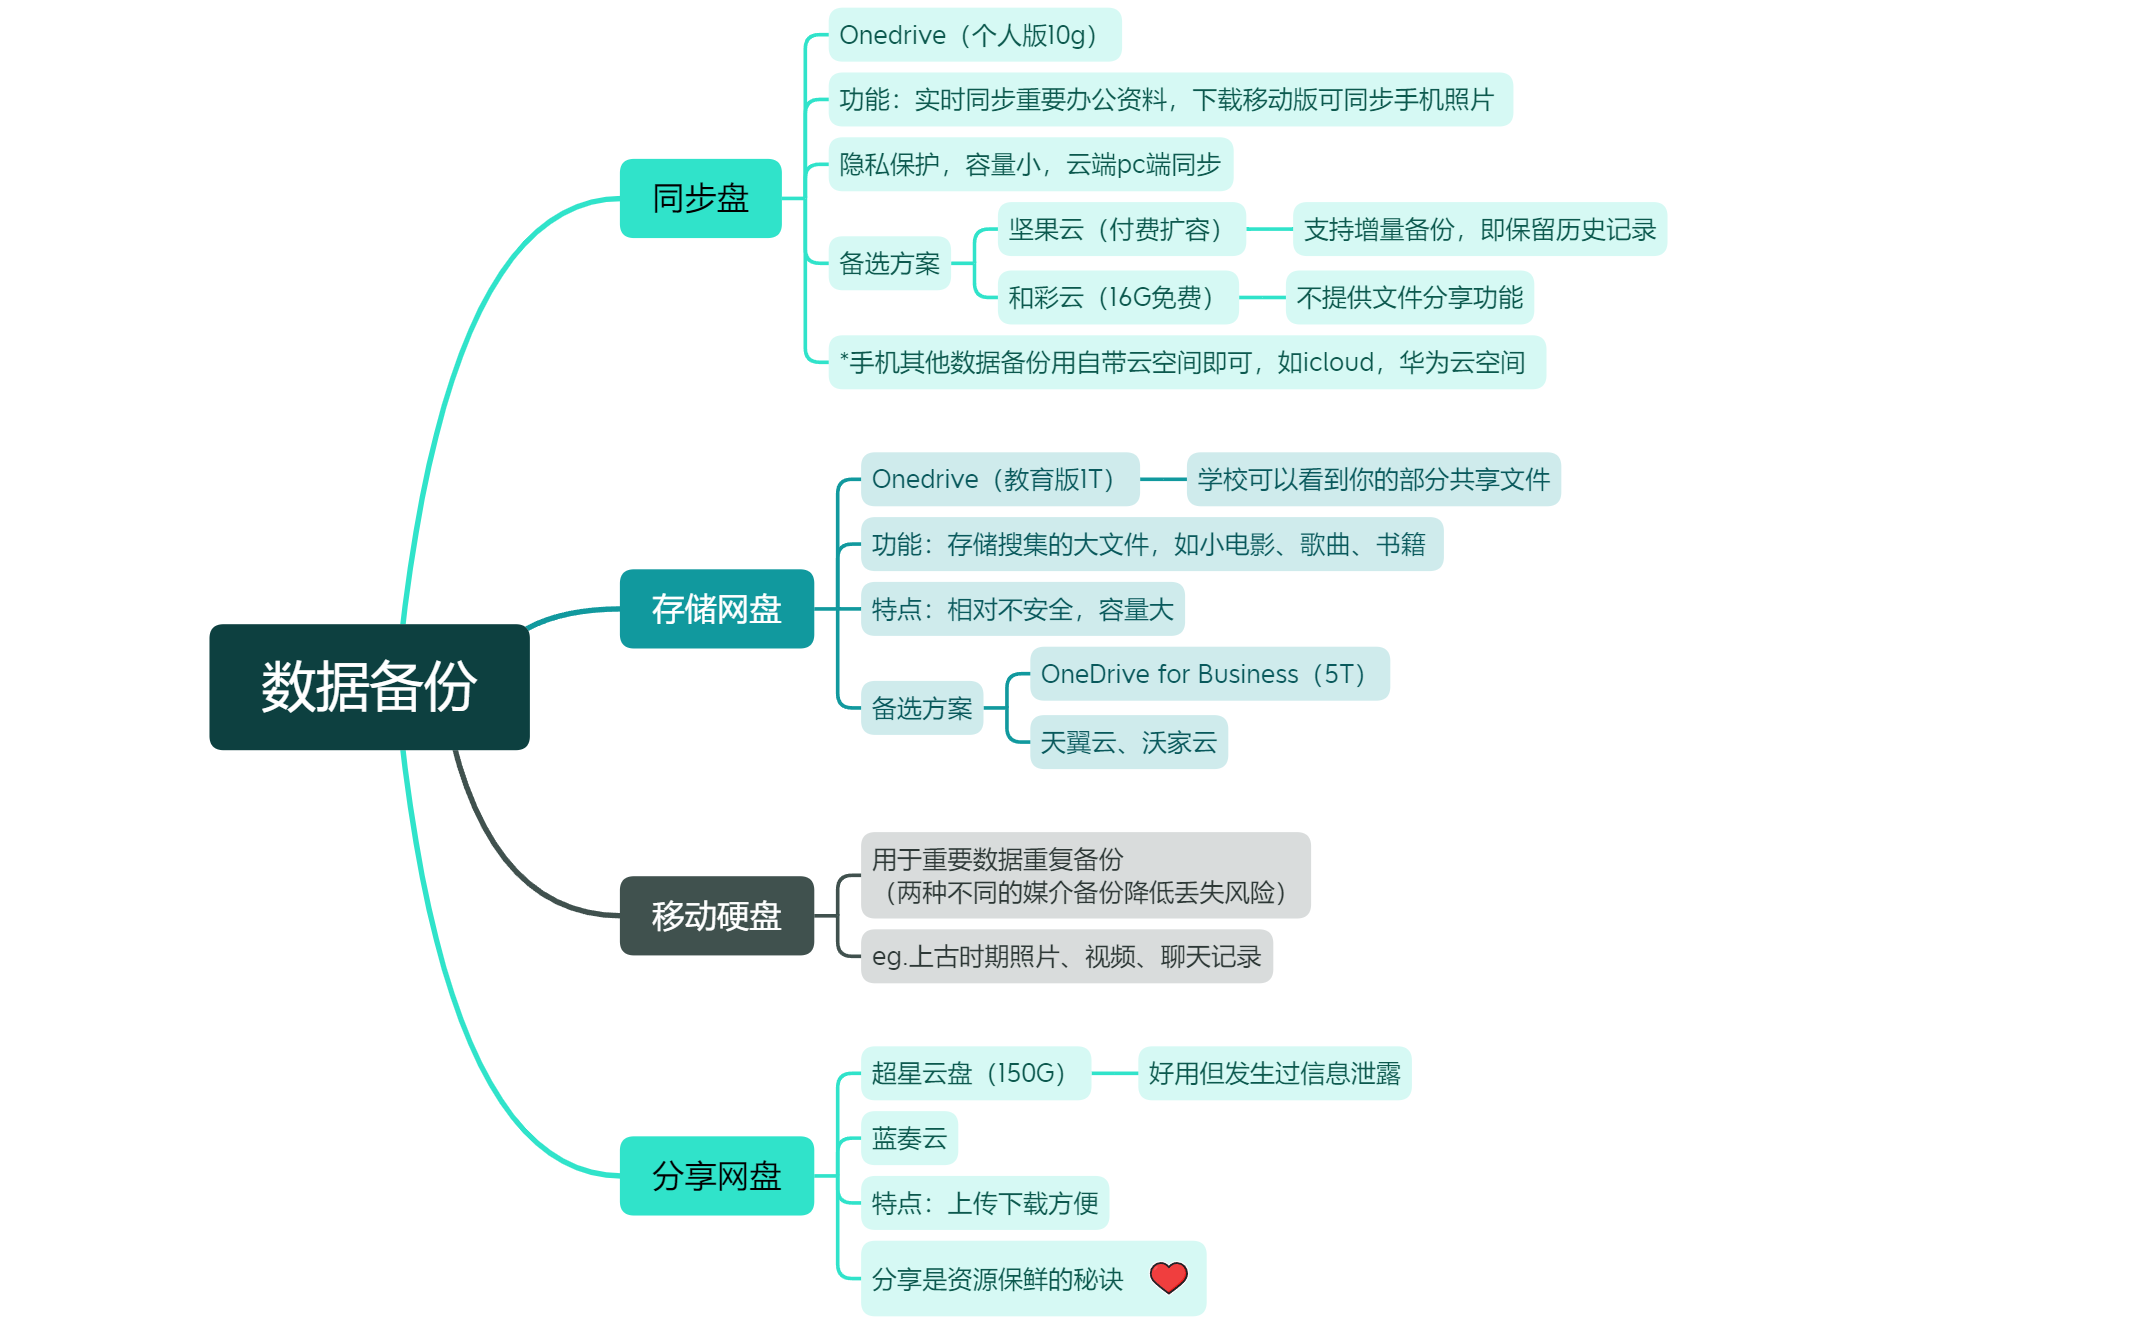 数据备份
同步盘
Onedrive（个人版10g）
功能：实时同步重要办公资料，下载移动版可同步手机照片
隐私保护，容量小，云端pc端同步
备选方案
坚果云（付费扩容）
支持增量备份，即保留历史记录
和彩云（16G免费）
不提供文件分享功能
*手机其他数据备份用自带云空间即可，如icloud，华为云空间
存储网盘
Onedrive（教育版1T）
学校可以看到你的部分共享文件
功能：存储搜集的大文件，如小电影、歌曲、书籍
特点：相对不安全，容量大
备选方案
OneDrive for Business（5T）
天翼云、沃家云
移动硬盘
用于重要数据重复备份
（两种不同的媒介备份降低丢失风险）
eg.上古时期照片、视频、聊天记录
分享网盘
超星云盘（150G）
好用但发生过信息泄露
蓝奏云
特点：上传下载方便
分享是资源保鲜的秘诀